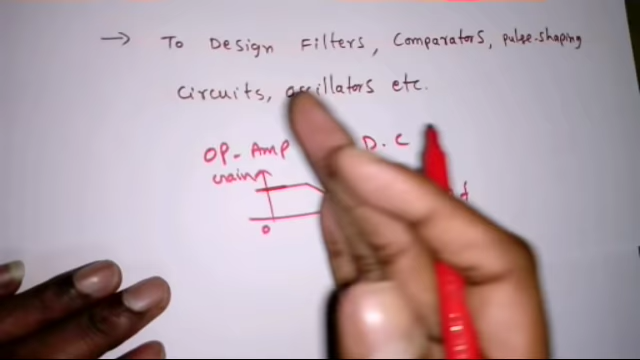 → To Design Filters, Comparators, pulse-shaping
circuits, oscillators etc.
OP-Amp D.C
Gain
f
0